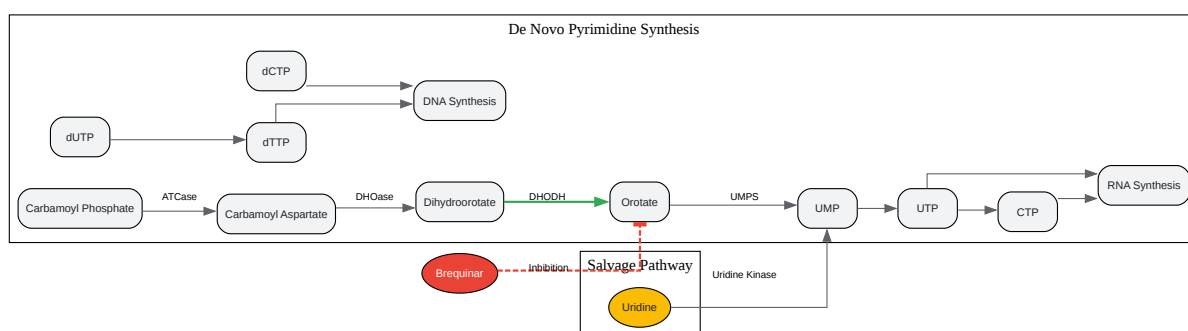 De Novo Pyrimidine Synthesis
dCTP
DNA Synthesis
dUTP
dTTP
Carbamoyl Phosphate
ATCase
Carbamoyl Aspartate
DHOase
Dihydroorotate
DHODH
Orotate
UMPS
UMP
UTP
CTP
RNA Synthesis
Brequinar
Inhibition
Salvage Pathway
Uridine Kinase
Uridine